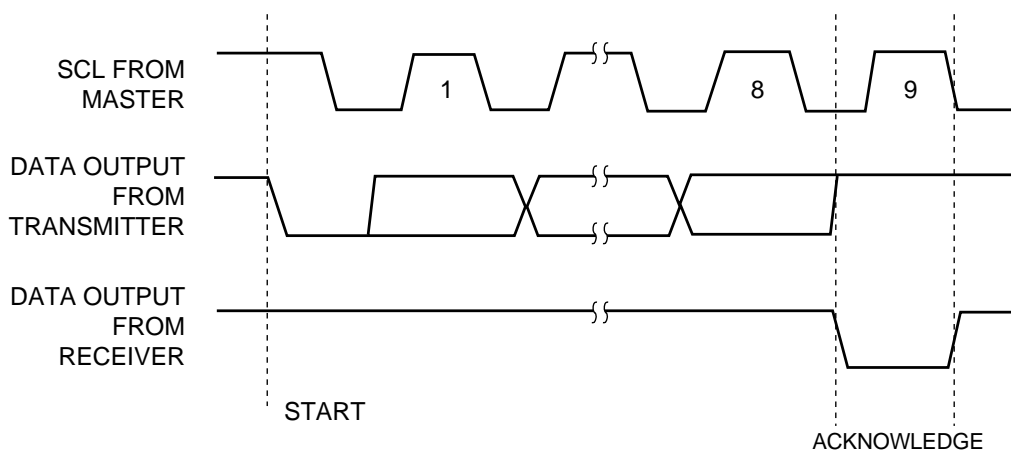 SCL FROM
MASTER
1
8
9
DATA OUTPUT
FROM
TRANSMITTER
DATA OUTPUT
FROM
RECEIVER
START
ACKNOWLEDGE